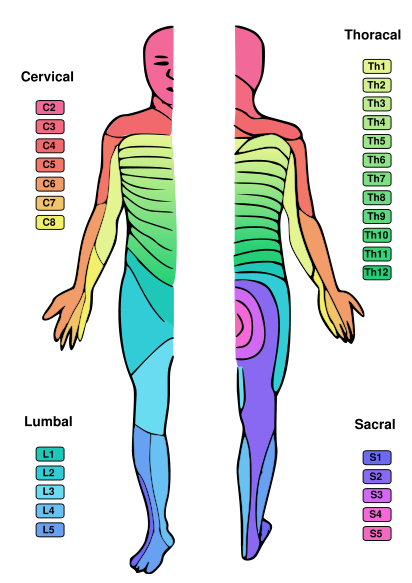 Cervical
C2
C3
C4
C5
C6
C7
C8
Thoracal
Th1
Th2
Th3
Th4
Th5
Th6
Th7
Th8
Th9
Th10
Th11
Th12
Lumbal
L1
L2
L3
L4
L5
Sacral
S1
S2
S3
S4
S5